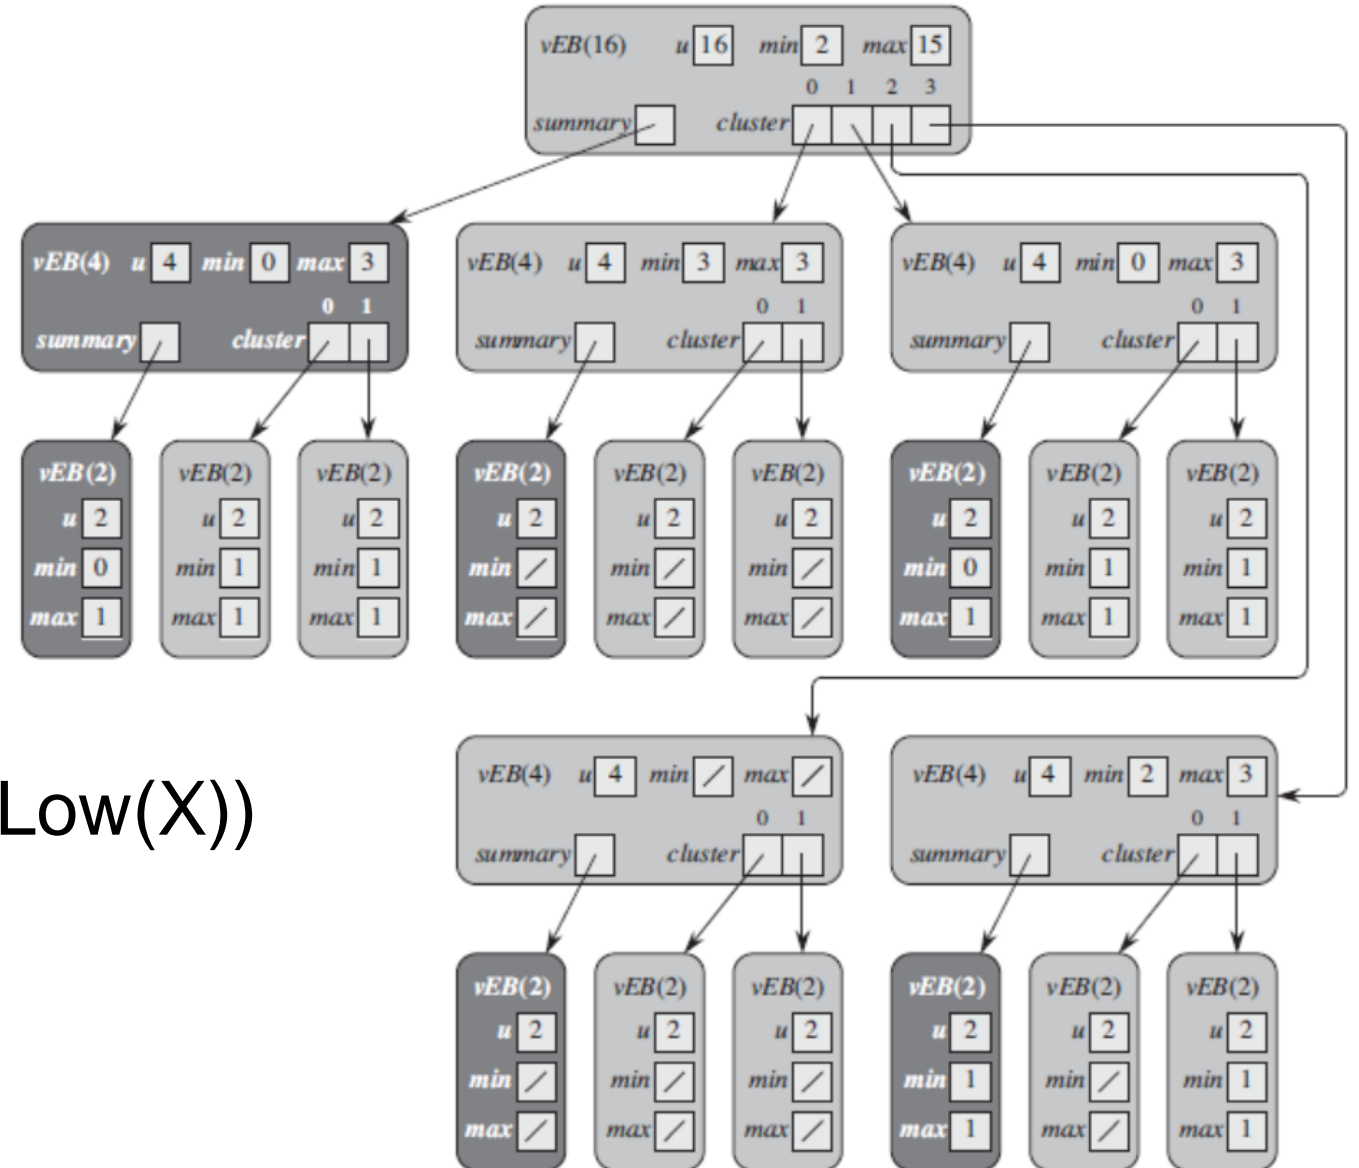 vEB(16) u 16 min 2 max 15
0 1 2 3
summary cluster
vEB(4) u 4 min 0 max 3
0 1
summary cluster
vEB(2) vEB(2) vEB(2)
u 2 u 2 u 2
min 0 min 1 min 1
max 1 max 1 max 1
vEB(4) u 4 min 3 max 3
0 1
summary cluster
vEB(2) vEB(2) vEB(2)
u 2 u 2 u 2
min / min / min /
max / max / max /
vEB(4) u 4 min 0 max 3
0 1
summary cluster
vEB(2) vEB(2) vEB(2)
u 2 u 2 u 2
min 0 min 1 min 1
max 1 max 1 max 1
Low(X))
vEB(4) u 4 min / max /
0 1
summary cluster
vEB(2) vEB(2) vEB(2)
u 2 u 2 u 2
min / min / min /
max / max / max /
vEB(4) u 4 min 2 max 3
0 1
summary cluster
vEB(2) vEB(2) vEB(2)
u 2 u 2 u 2
min 1 min / min 1
max 1 max / max 1